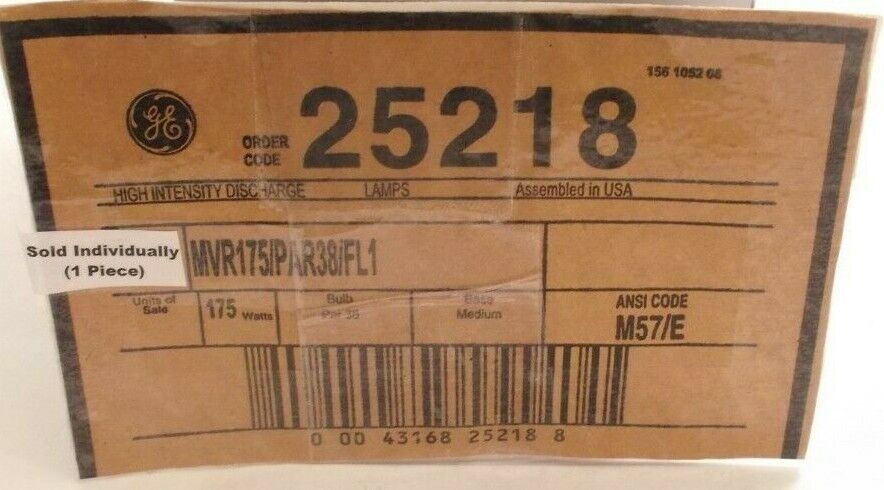 156 1052 66
GE
ORDER CODE 25218
HIGH INTENSITY DISCHARGE LAMPS Assembled in USA
Sold Individually
(1 Piece)
MVR175/PAR38/FL1
Units of Sale
175 Watts
Bulb
Par 38
Base
Medium
ANSI CODE
M57/E
0 00 43168 25218 8